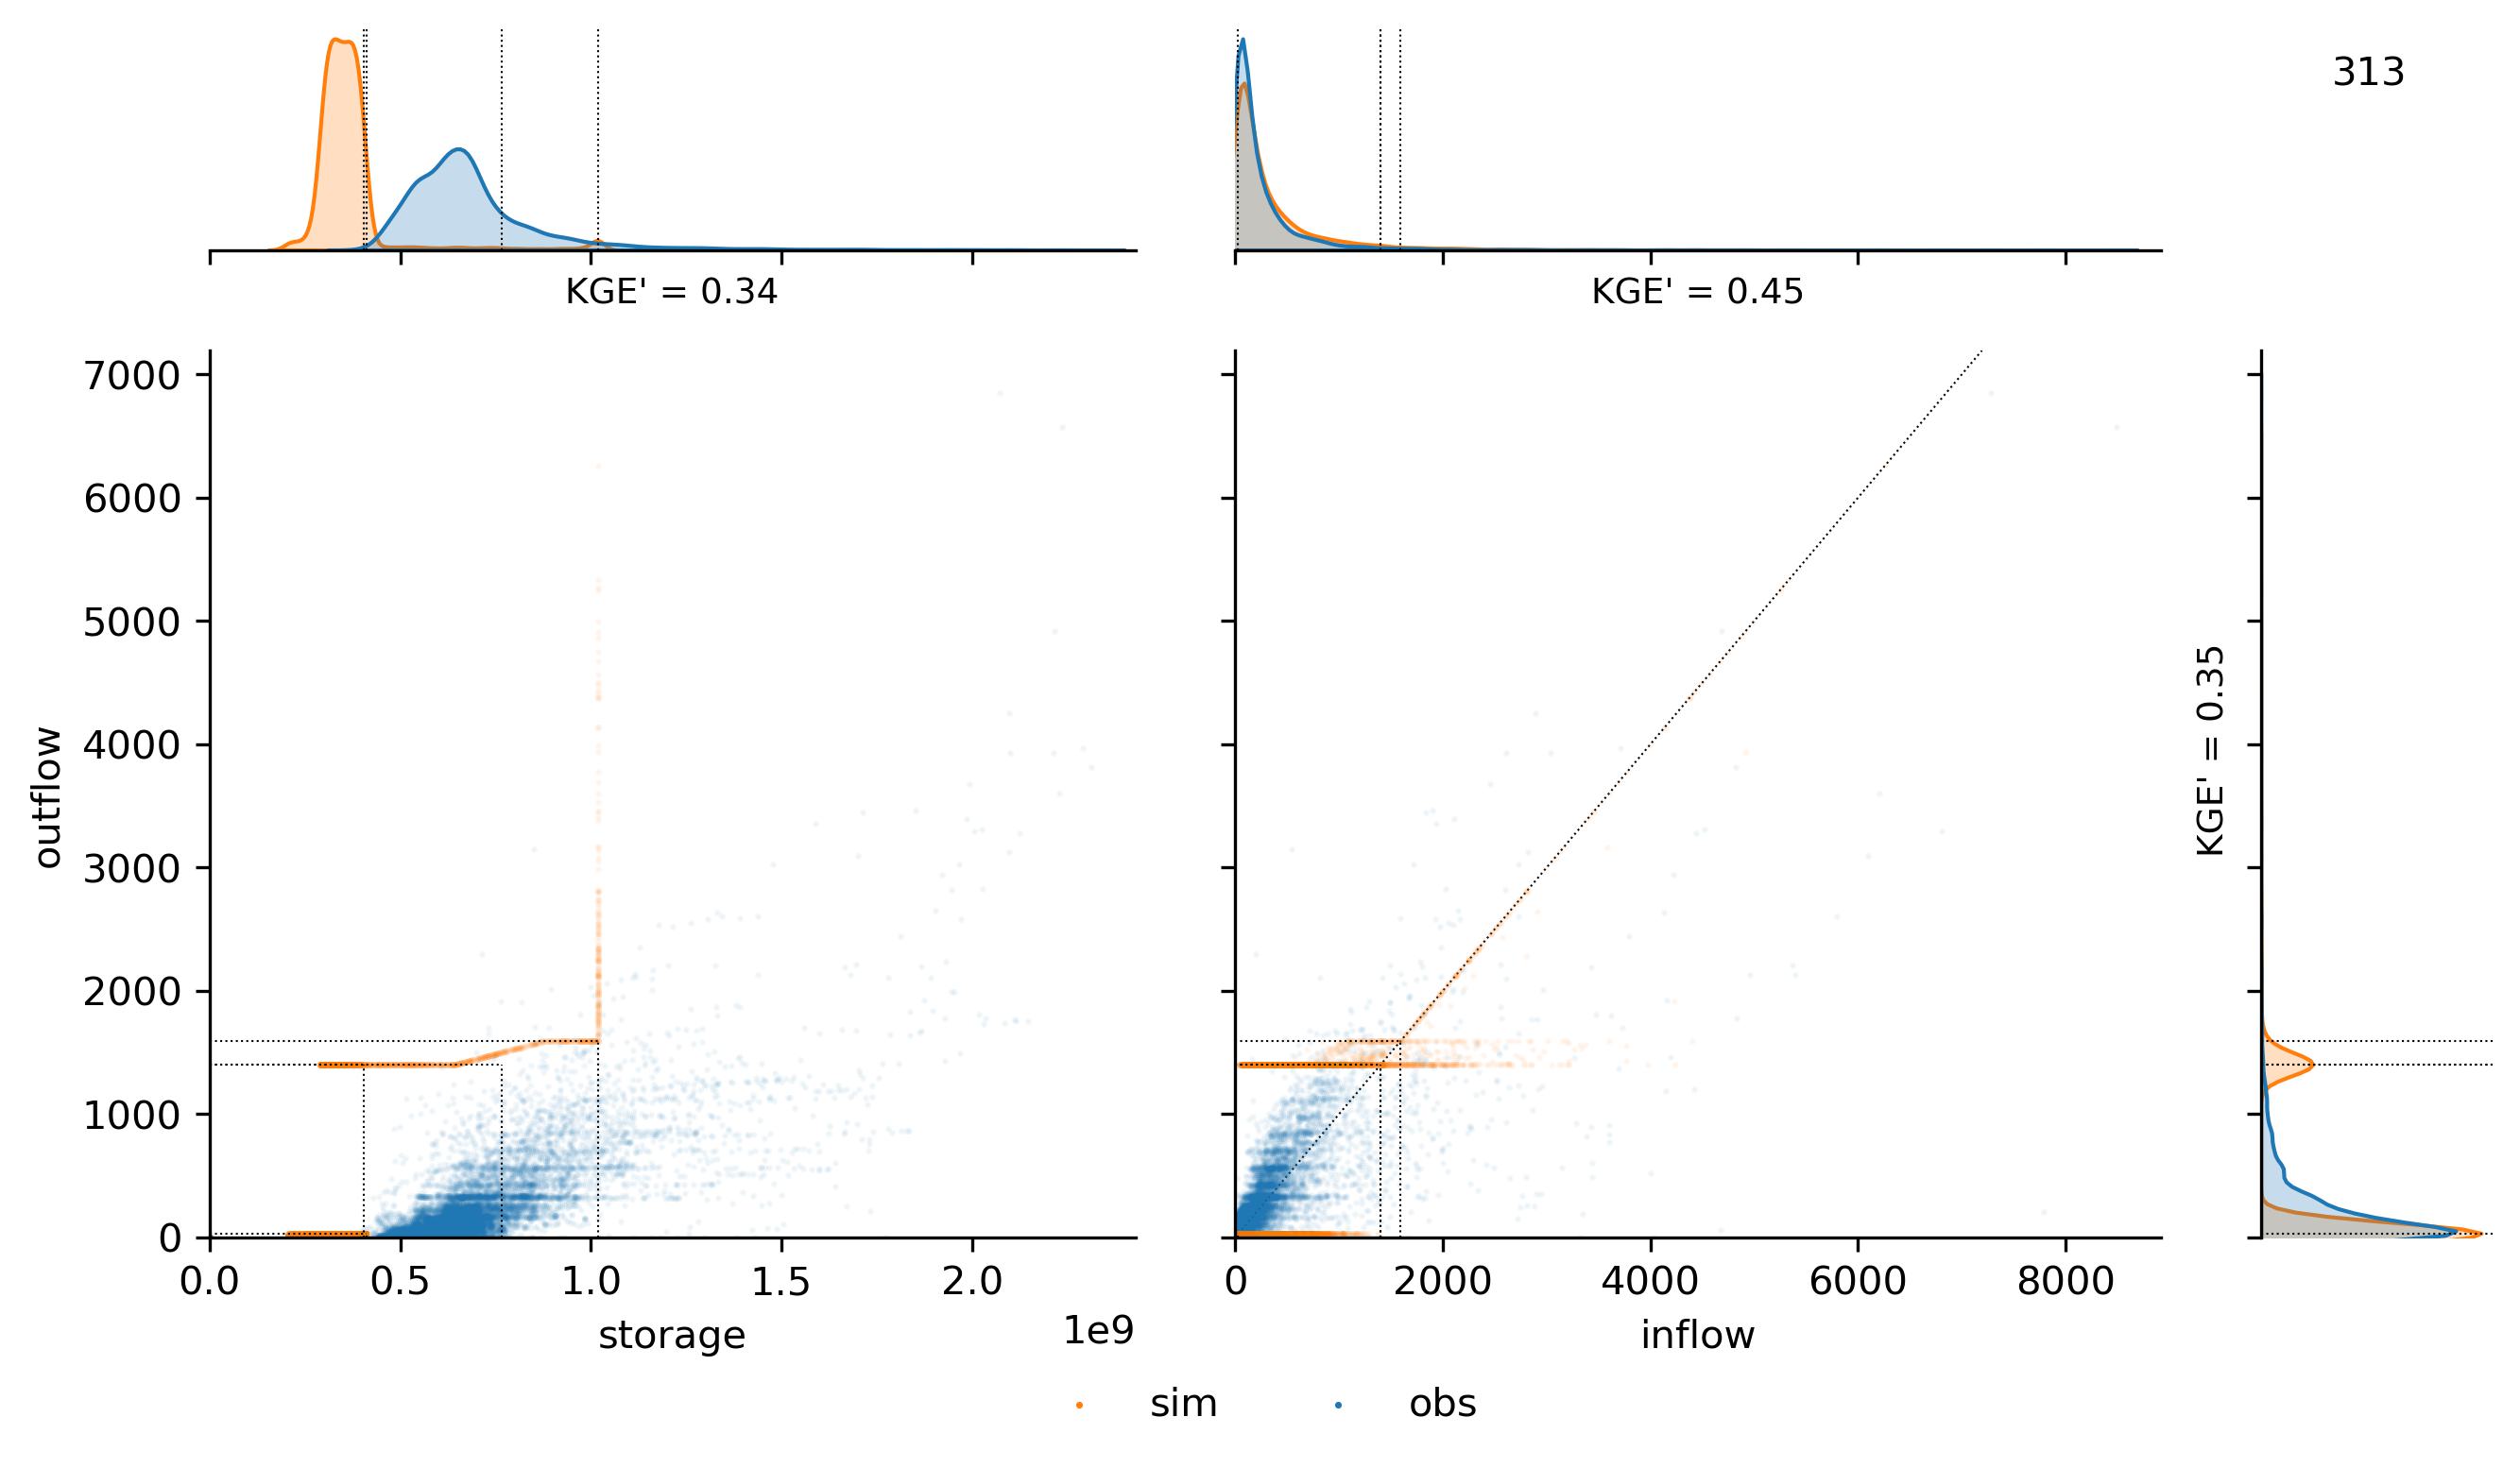 313
KGE' = 0.34
KGE' = 0.45
7000
6000
5000
4000
3000
2000
1000
0
outflow
KGE' = 0.35
0.0 0.5 1.0 1.5 2.0
1e9
storage
0 2000 4000 6000 8000
inflow
sim obs